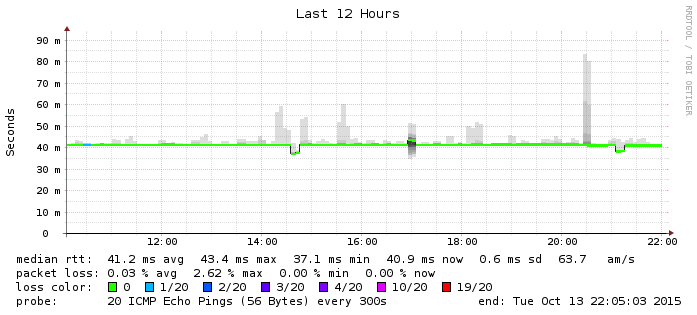 Last 12 Hours
RRDTOOL / TOBI OETIKER
Seconds
90 m
80 m
70 m
60 m
50 m
40 m
30 m
20 m
10 m
0
12:00 14:00 16:00 18:00 20:00 22:00
median rtt: 41.2 ms avg 43.4 ms max 37.1 ms min 40.9 ms now 0.6 ms sd 63.7 am/s
packet loss: 0.03 % avg 2.62 % max 0.00 % min 0.00 % now
loss color: 0 1/20 2/20 3/20 4/20 10/20 19/20
probe: 20 ICMP Echo Pings (56 Bytes) every 300s end: Tue Oct 13 22:05:03 2015